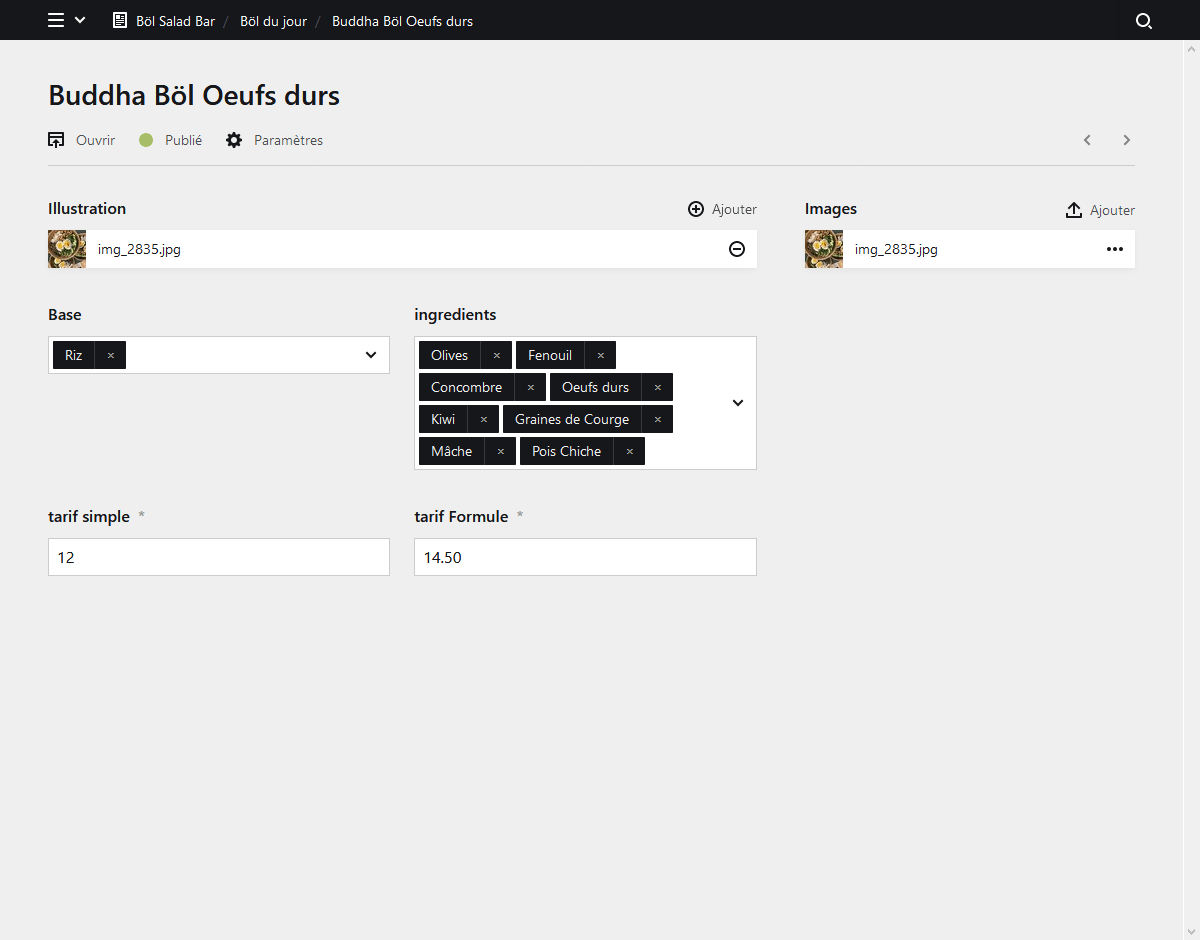 Böl Salad Bar / Böl du jour / Buddha Böl Oeufs durs
Buddha Böl Oeufs durs
Ouvrir Publié Paramètres
Illustration Ajouter
img_2835.jpg
Images Ajouter
img_2835.jpg
Base
Riz ×
ingredients
Olives × Fenouil ×
Concombre × Oeufs durs ×
Kiwi × Graines de Courge ×
Mâche × Pois Chiche ×
tarif simple *
12
tarif Formule *
14.50